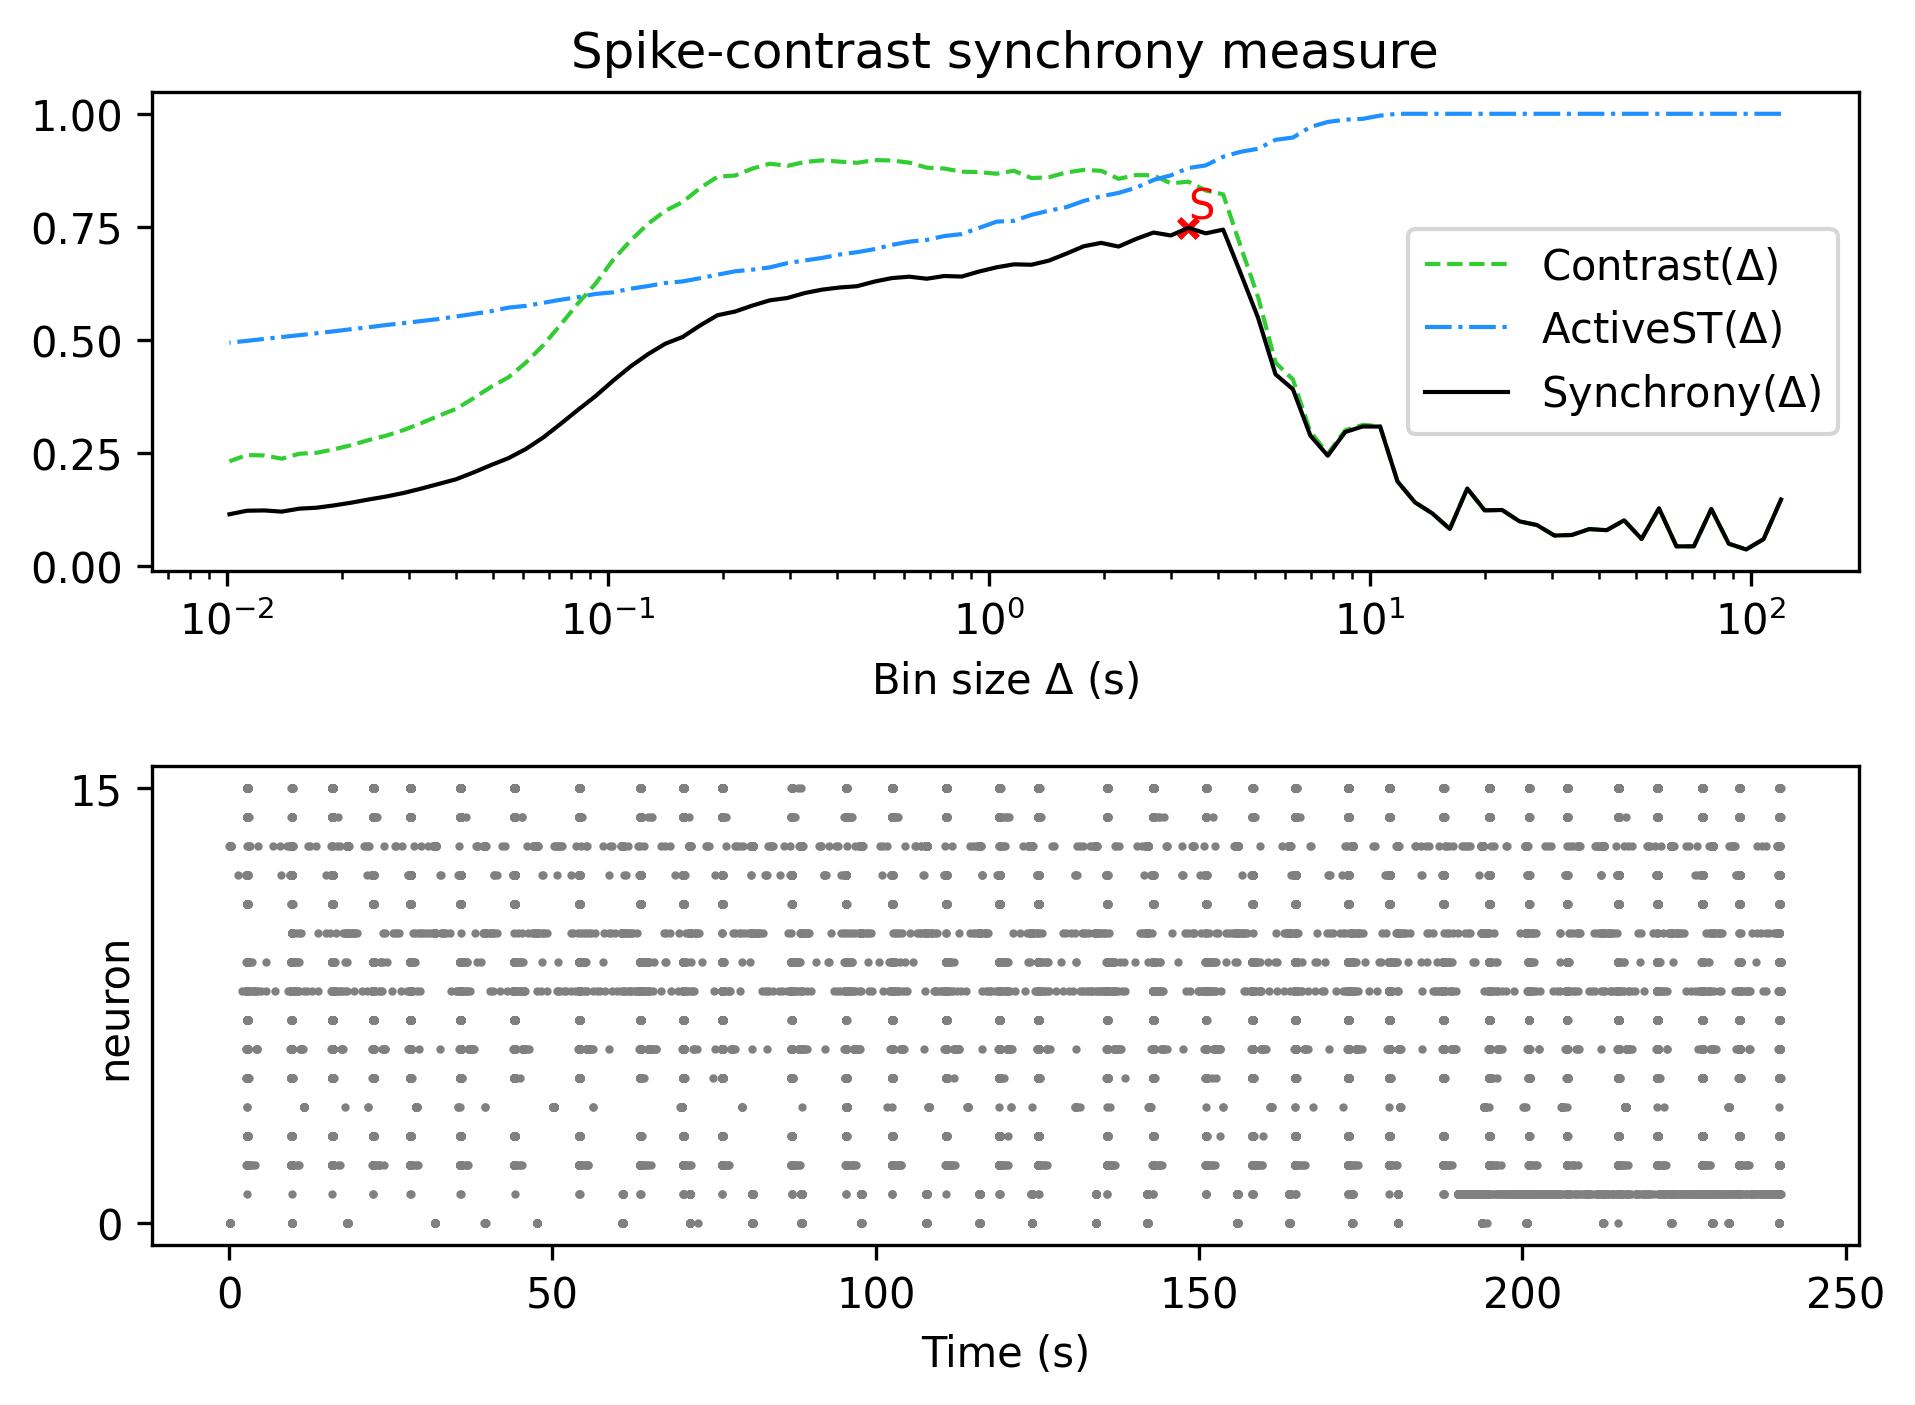 Spike-contrast synchrony measure
1.00
0.75
0.50
0.25
0.00
S
Contrast(Δ)
ActiveST(Δ)
Synchrony(Δ)
10⁻² 10⁻¹ 10⁰ 10¹ 10²
Bin size Δ (s)
15
neuron
0
0 50 100 150 200 250
Time (s)